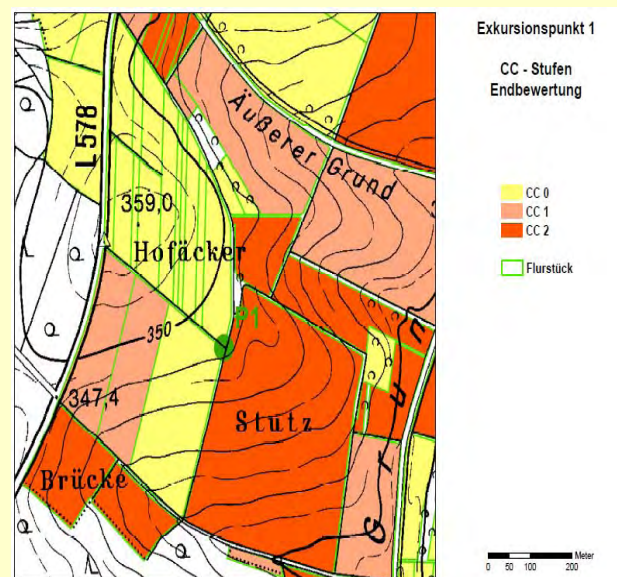 Exkursionspunkt 1
CC - Stufen
Endbewertung
CC 0
CC 1
CC 2
Flurstück
0 50 100 200 Meter
L 578
Äußerer Grund
359,0
Hofäcker
P1
350
347,4
Stutz
Brücke